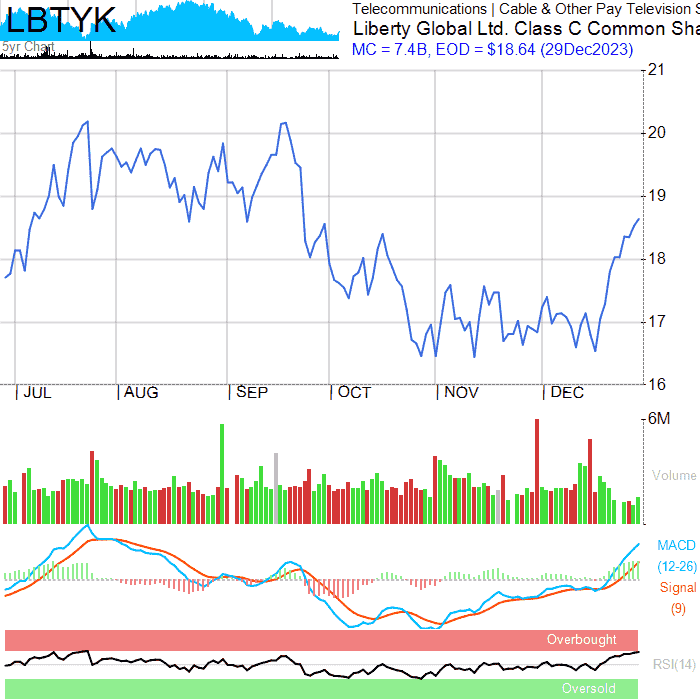 LBTYK
Telecommunications | Cable & Other Pay Television S
Liberty Global Ltd. Class C Common Sha
5yr Chart
MC = 7.4B, EOD = $18.64 (29Dec2023)
21
20
19
18
17
16
JUL AUG SEP OCT NOV DEC
6M
Volume
MACD
(12-26)
Signal
(9)
Overbought
RSI(14)
Oversold